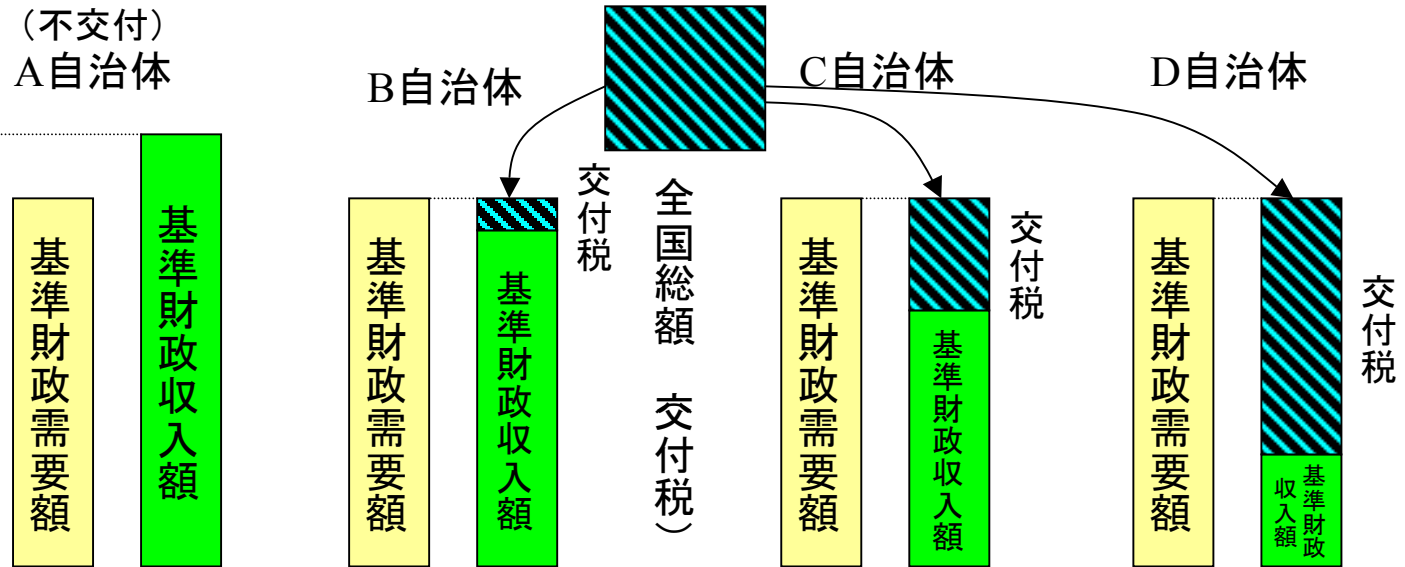 （不交付）
A自治体
B自治体
C自治体
D自治体
基準財政需要額
基準財政収入額
基準財政需要額
基準財政収入額
交付税
全国総額　交付税）
基準財政需要額
基準財政収入額
交付税
基準財政需要額
基準財政
収入額
交付税